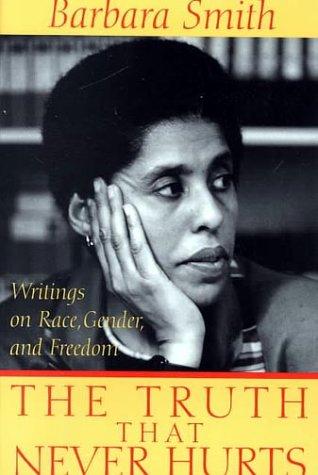 Barbara Smith
Writings
on Race, Gender,
and Freedom
THE TRUTH
THAT
NEVER HURTS